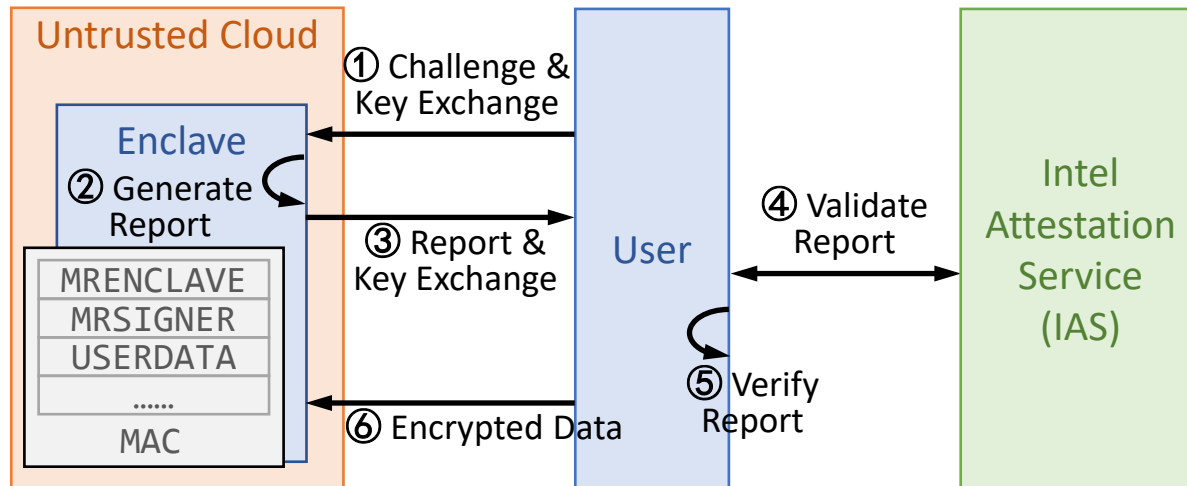 Untrusted Cloud
① Challenge &
Key Exchange
Enclave
② Generate
Report
③ Report &
Key Exchange
MRENCLAVE
MRSIGNER
USERDATA
......
MAC
⑥ Encrypted Data
User
④ Validate
Report
⑤ Verify
Report
Intel
Attestation
Service
(IAS)